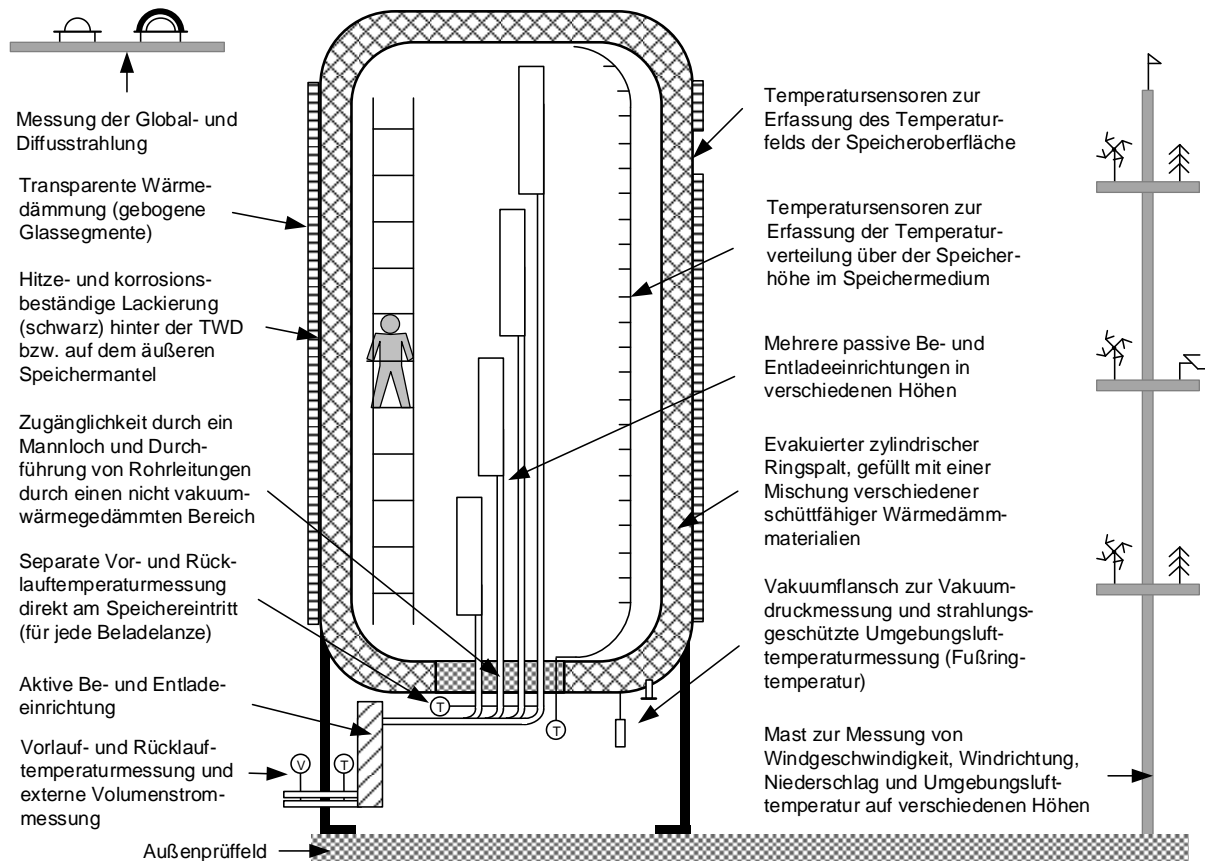 Messung der Global- und
Diffusstrahlung
Transparente Wärme-
dämmung (gebogene
Glassegmente)
Hitze- und korrosions-
beständige Lackierung
(schwarz) hinter der TWD
bzw. auf dem äußeren
Speichermantel
Zugänglichkeit durch ein
Mannloch und Durch-
führung von Rohrleitungen
durch einen nicht vakuum-
wärmegedämmten Bereich
Separate Vor- und Rück-
lauftemperaturmessung
direkt am Speichereintritt
(für jede Beladelanze)
Aktive Be- und Entlade-
einrichtung
Vorlauf- und Rücklauf-
temperaturmessung und
externe Volumenstrom-
messung
V
T
T
T
Außenprüffeld
Temperatursensoren zur
Erfassung des Temperatur-
felds der Speicheroberfläche
Temperatursensoren zur
Erfassung der Temperatur-
verteilung über der Speicher-
höhe im Speichermedium
Mehrere passive Be- und
Entladeeinrichtungen in
verschiedenen Höhen
Evakuierter zylindrischer
Ringspalt, gefüllt mit einer
Mischung verschiedener
schüttfähiger Wärmedämm-
materialien
Vakuumflansch zur Vakuum-
druckmessung und strahlungs-
geschützte Umgebungsluft-
temperaturmessung (Fußring-
temperatur)
Mast zur Messung von
Windgeschwindigkeit, Windrichtung,
Niederschlag und Umgebungsluft-
temperatur auf verschiedenen Höhen